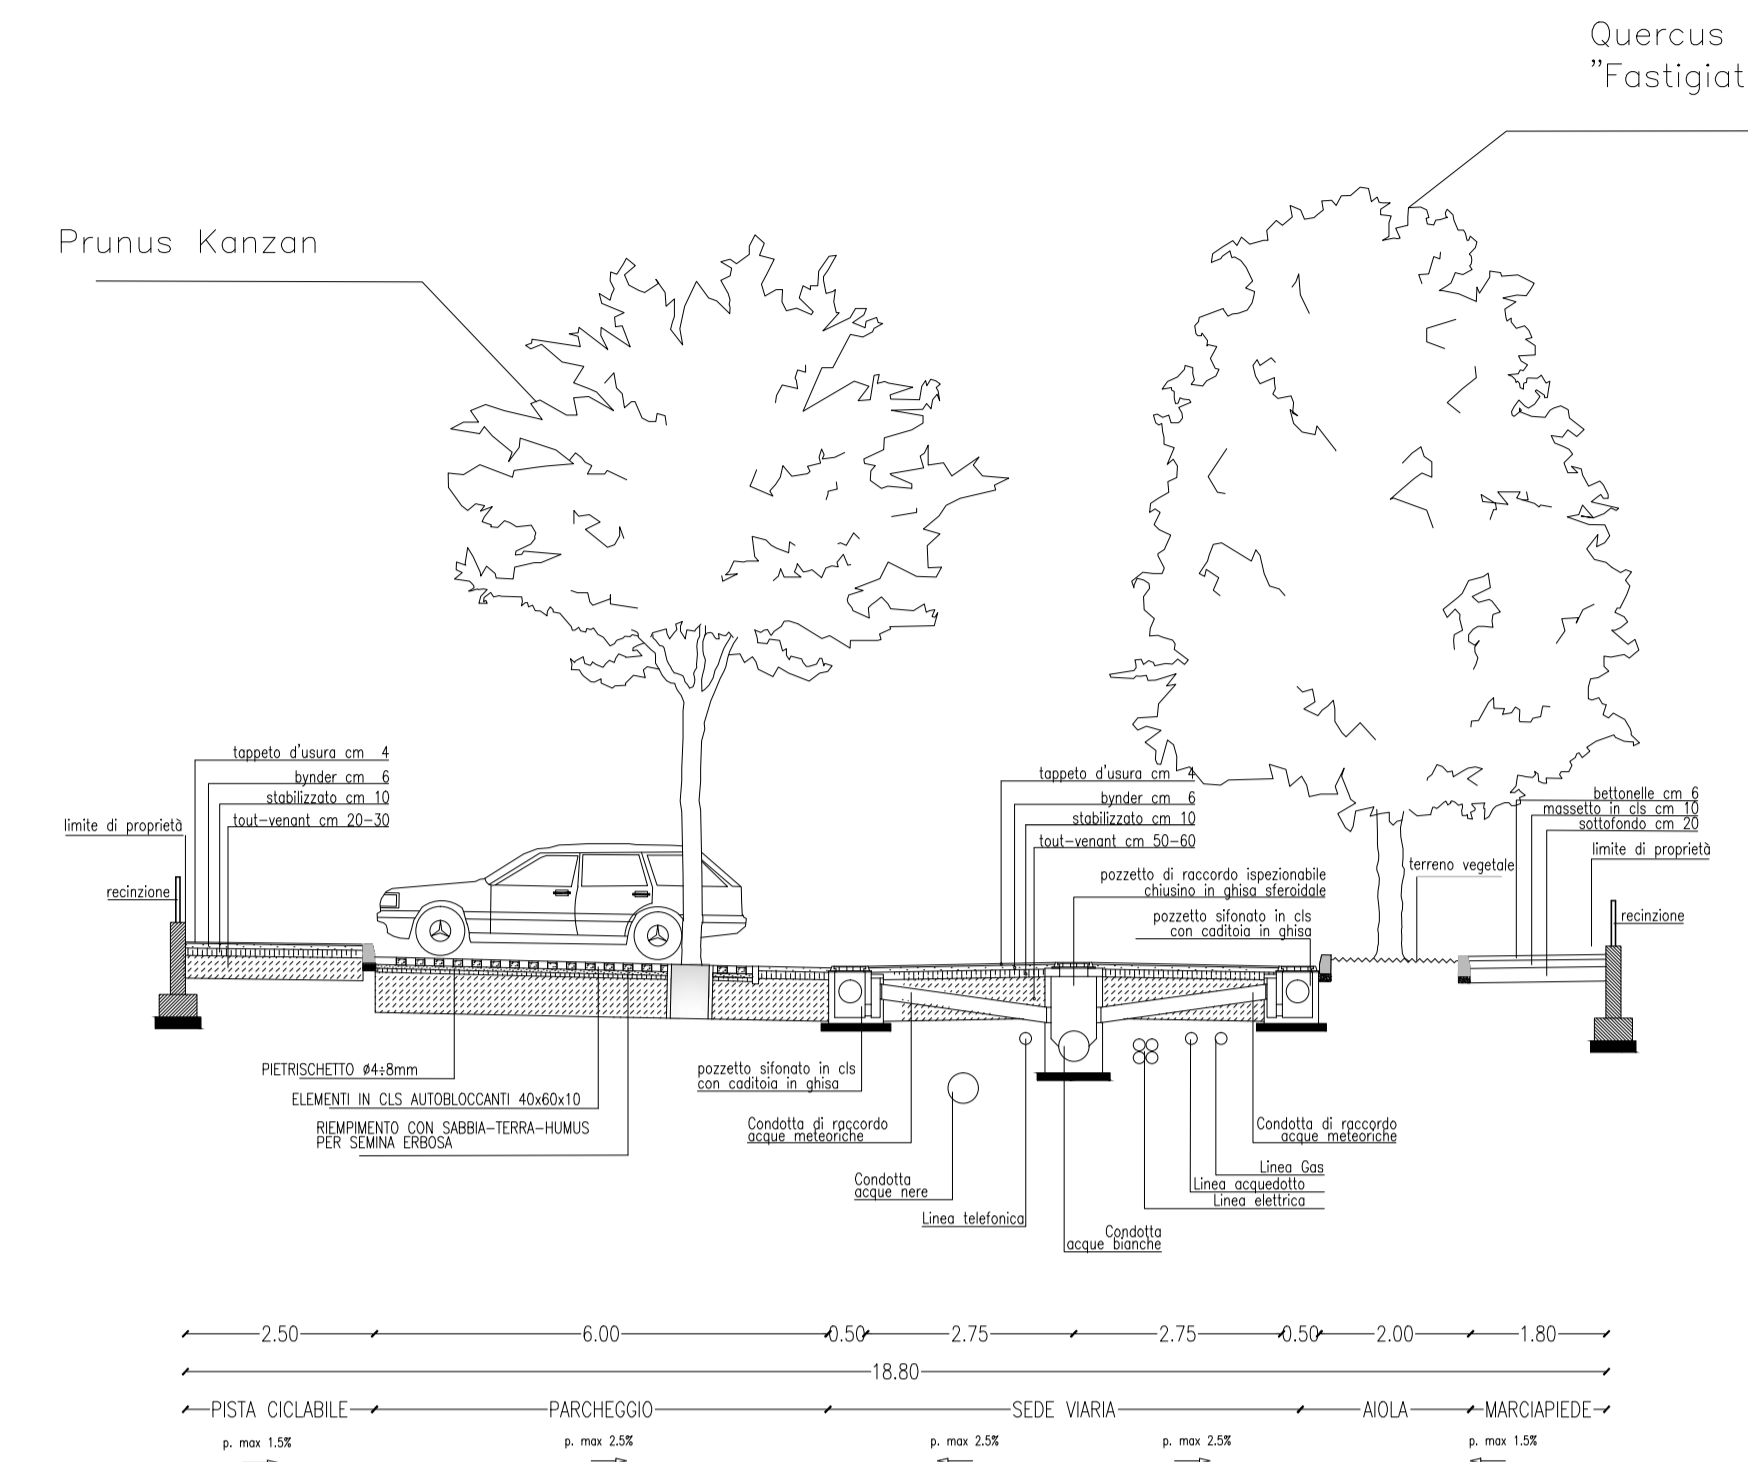 Quercus
"Fastigiat
Prunus Kanzan
tappeto d'usura cm 4
bynder cm 6
stabilizzato cm 10
tout-venant cm 20-30
limite di proprietà
recinzione
tappeto d'usura cm 4
bynder cm 6
stabilizzato cm 10
tout-venant cm 50-60
pozzetto di raccordo ispezionabile
chiusino in ghisa sferoidale
pozzetto sifonato in cls
con caditoia in ghisa
bettonelle cm 6
massetto in cls cm 10
sottofondo cm 20
limite di proprietà
terreno vegetale
recinzione
PIETRISCHETTO ø4÷8mm
ELEMENTI IN CLS AUTOBLOCCANTI 40x60x10
RIEMPIMENTO CON SABBIA-TERRA-HUMUS
PER SEMINA ERBOSA
pozzetto sifonato in cls
con caditoia in ghisa
Condotta di raccordo
acque meteoriche
Condotta
acque nere
Linea telefonica
Condotta
acque bianche
Condotta di raccordo
acque meteoriche
Linea Gas
Linea acquedotto
Linea elettrica
2.50 6.00 0.50 2.75 2.75 0.50 2.00 1.80
18.80
PISTA CICLABILE PARCHEGGIO SEDE VIARIA AIOLA MARCIAPIEDE
p. max 1.5% p. max 2.5% p. max 2.5% p. max 2.5% p. max 1.5%